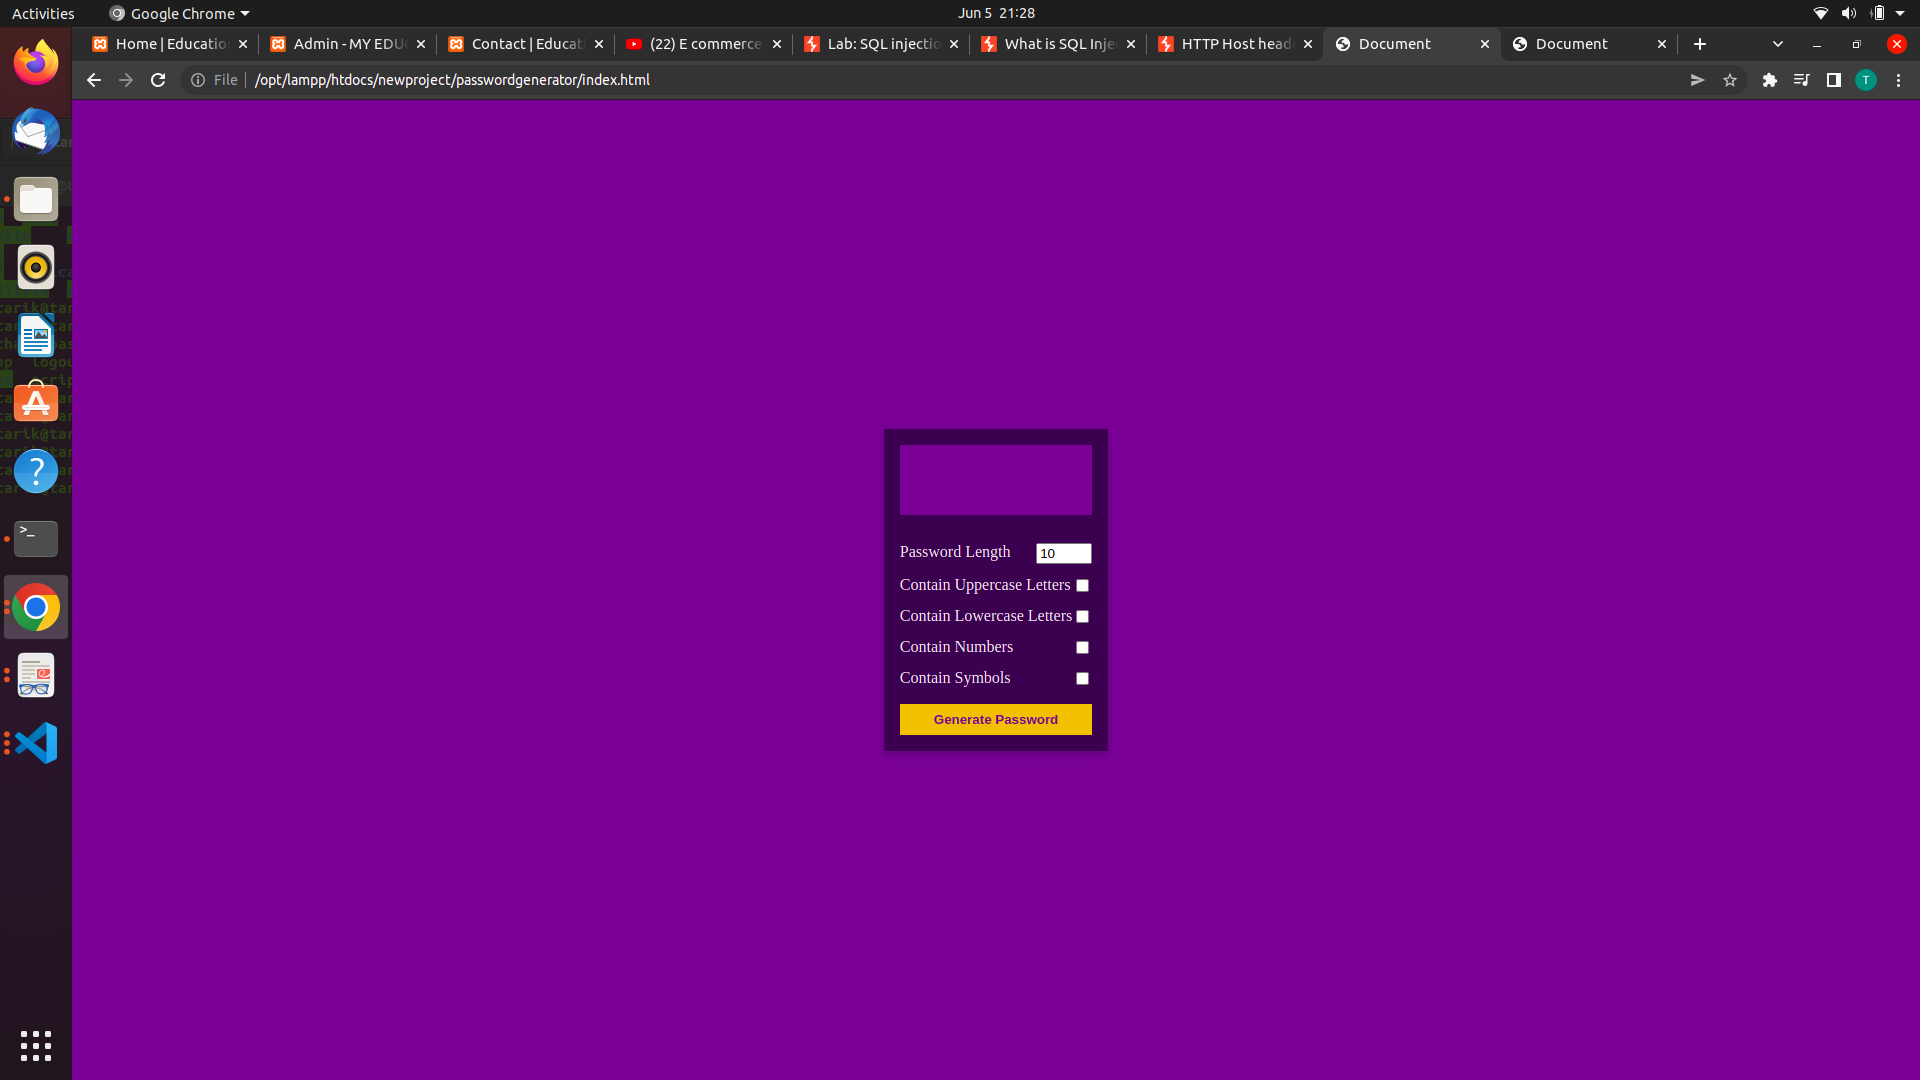 Activities Google Chrome Jun 5 21:28
Home | Educatio Admin - MY EDU Contact | Educat (22) E commerce Lab: SQL injectio What is SQL Inje HTTP Host head Document Document
File /opt/lampp/htdocs/newproject/passwordgenerator/index.html T
Password Length 10
Contain Uppercase Letters
Contain Lowercase Letters
Contain Numbers
Contain Symbols
Generate Password